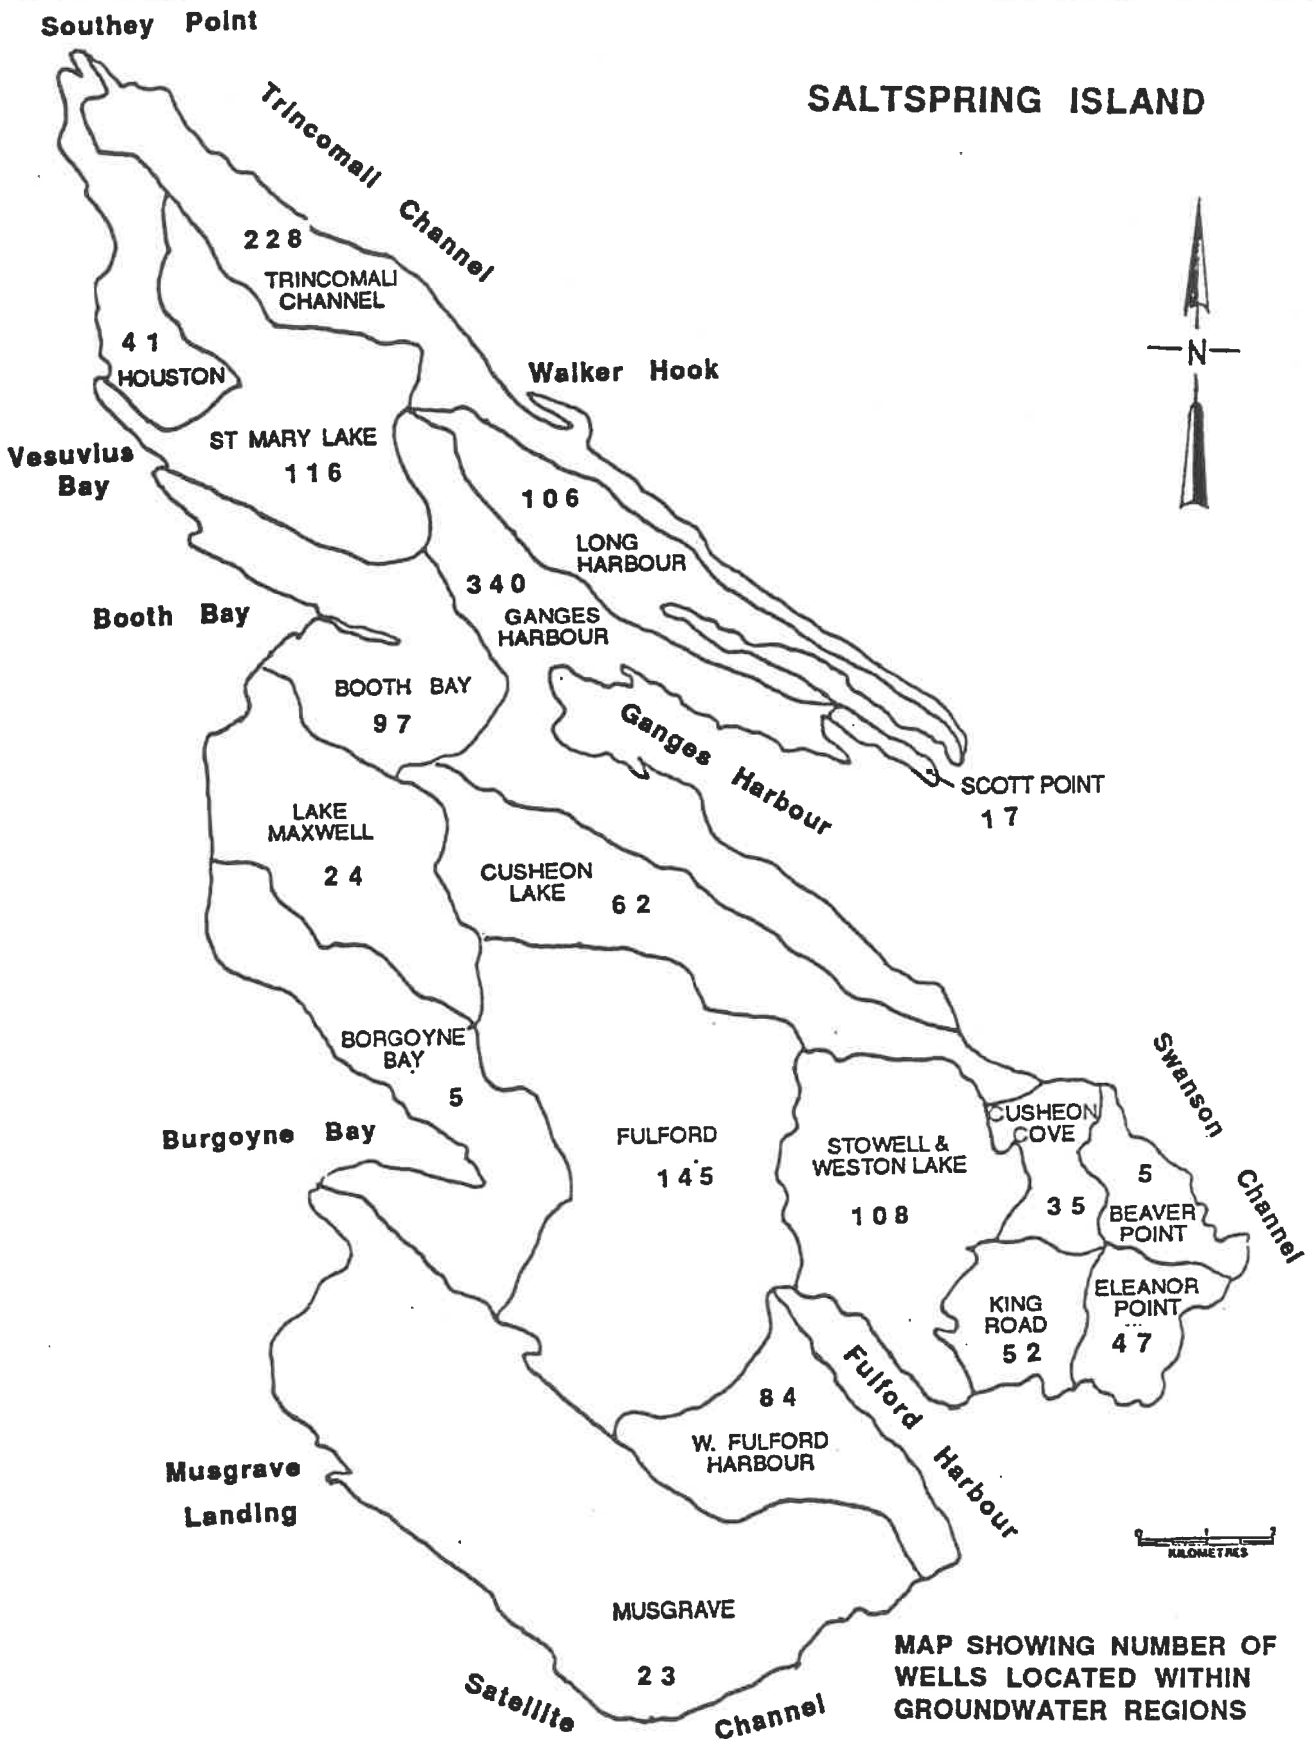 Southey Point
SALTSPRING ISLAND
Trincomali Channel
228
TRINCOMALI
CHANNEL
N
41
HOUSTON
Walker Hook
ST MARY LAKE
116
Vesuvius
Bay
106
LONG
HARBOUR
340
GANGES
HARBOUR
Booth Bay
BOOTH BAY
97
Ganges Harbour
SCOTT POINT
17
LAKE
MAXWELL
24
CUSHEON
LAKE
62
BORGOYNE
BAY
5
Burgoyne Bay
FULFORD
145
STOWELL &
WESTON LAKE
108
CUSHEON
COVE
35
Swanson Channel
5
BEAVER
POINT
KING
ROAD
52
ELEANOR
POINT
47
Fulford Harbour
84
W. FULFORD
HARBOUR
Musgrave
Landing
0 1 2
KILOMETRES
MUSGRAVE
23
Satellite Channel
MAP SHOWING NUMBER OF
WELLS LOCATED WITHIN
GROUNDWATER REGIONS